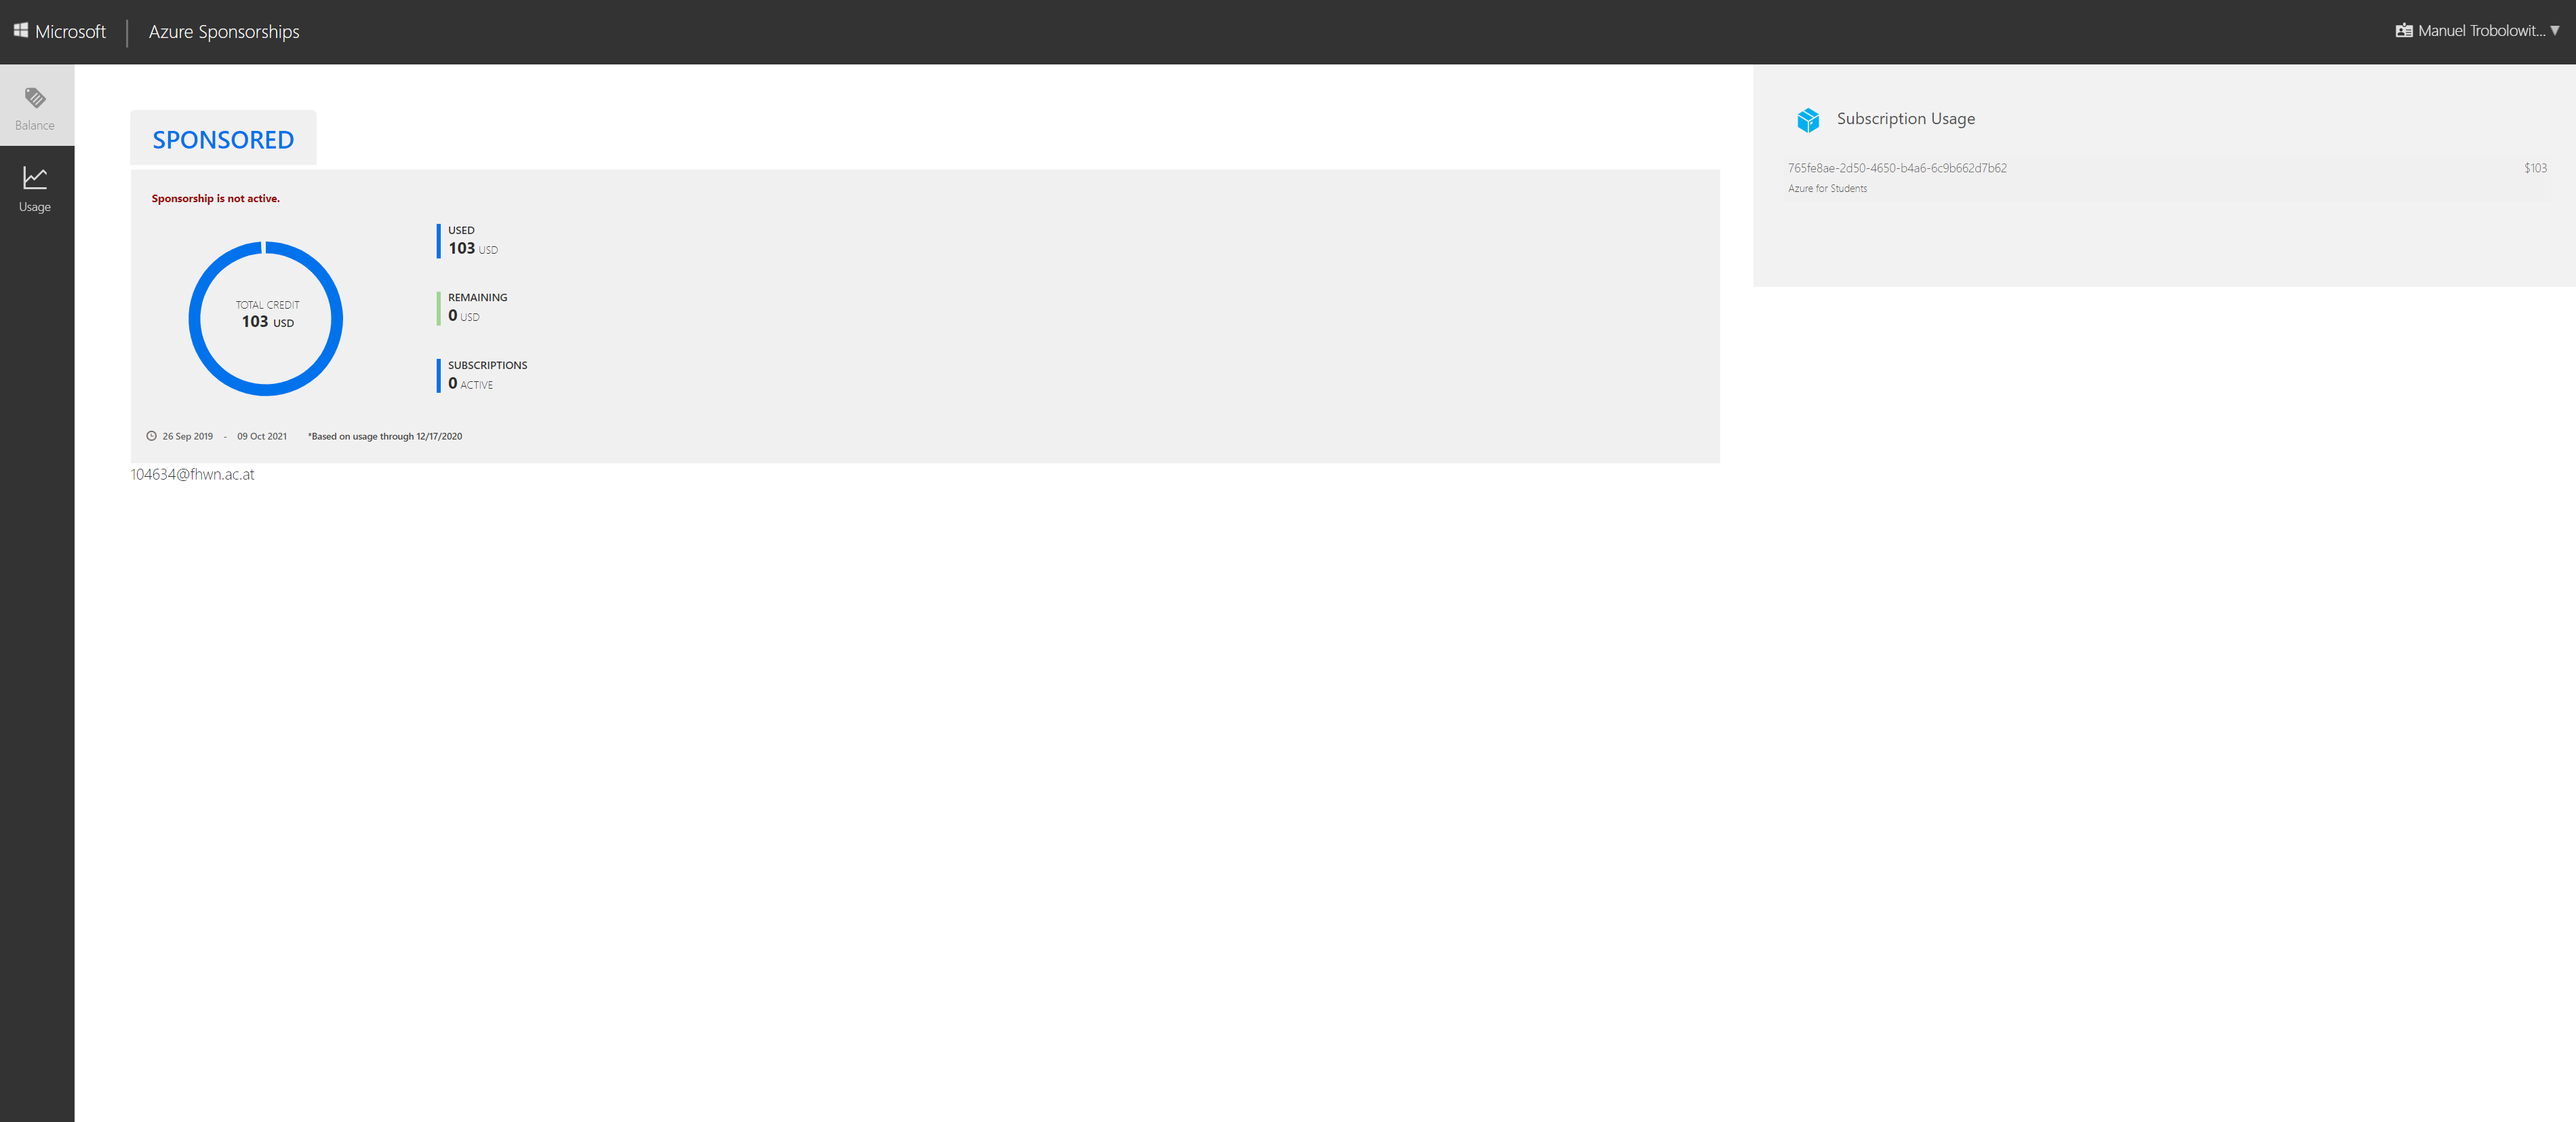 Microsoft
Azure Sponsorships
Manuel Trobolowit... ▼
Balance
Usage
SPONSORED
Sponsorship is not active.
TOTAL CREDIT
103 USD
USED
103 USD
REMAINING
0 USD
SUBSCRIPTIONS
0 ACTIVE
26 Sep 2019 - 09 Oct 2021 *Based on usage through 12/17/2020
104634@fhwn.ac.at
Subscription Usage
765fe8ae-2d50-4650-b4a6-6c9b662d7b62 $103
Azure for Students